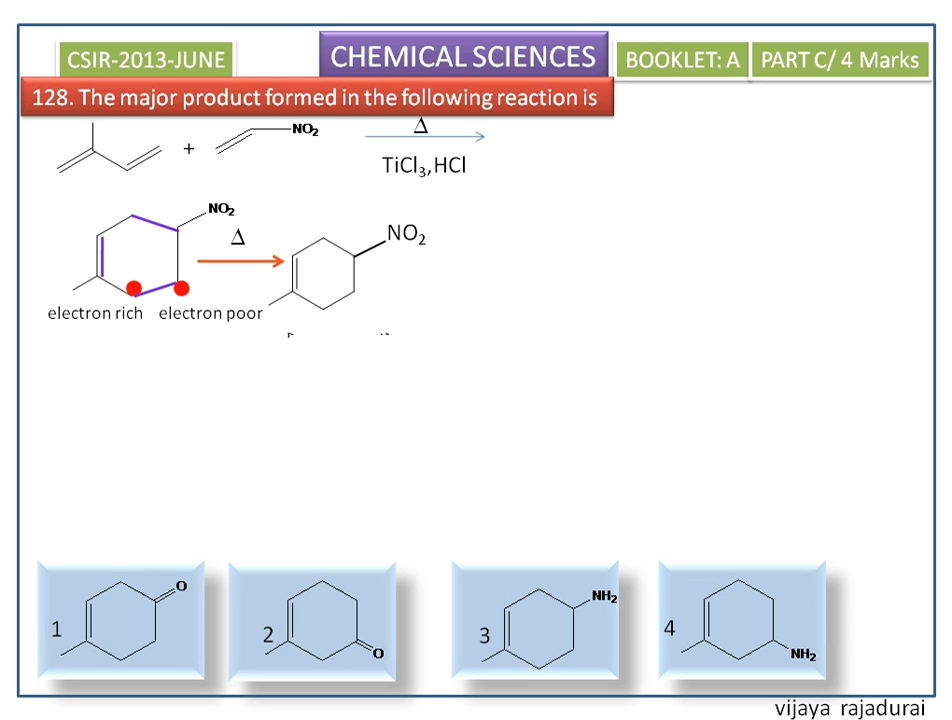 CSIR-2013-JUNE
CHEMICAL SCIENCES
BOOKLET: A
PART C/ 4 Marks
128. The major product formed in the following reaction is
+
NO₂
Δ
TiCl₃,HCl
NO₂
Δ
NO₂
electron rich
electron poor
1
O
2
O
3
NH₂
4
NH₂
vijaya rajadurai